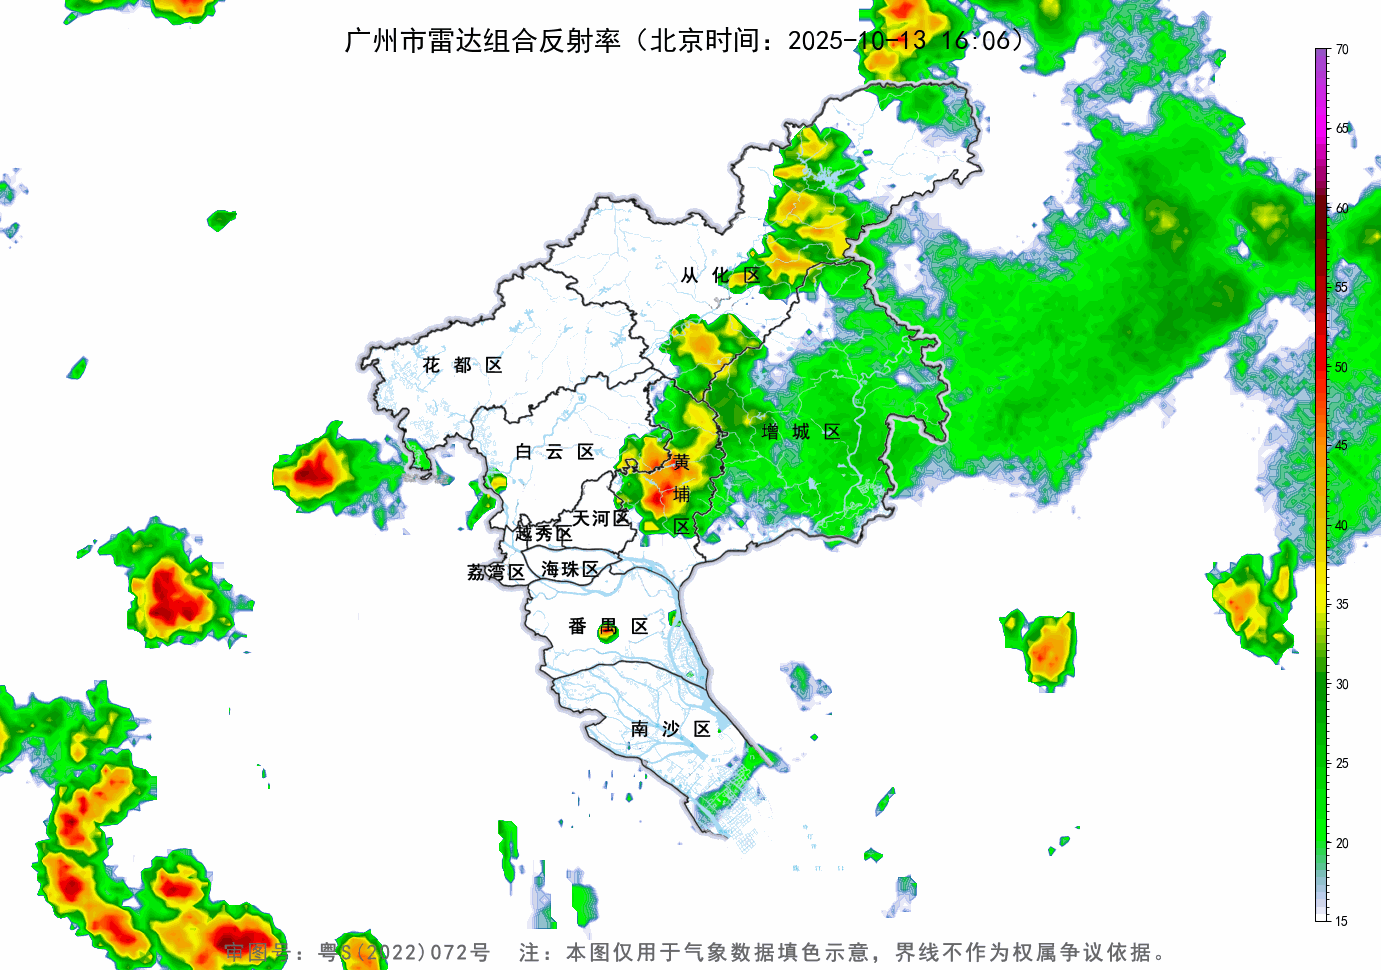 广州市雷达组合反射率（北京时间：2025-10-13 16:06）
70
65
60
55
50
45
40
35
30
25
20
15
从化区
花都区
增城区
白云区
黄埔区
天河区
越秀区
荔湾区
海珠区
番禺区
南沙区
审图号：粤S(2022)072号 注：本图仅用于气象数据填色示意，界线不作为权属争议依据。